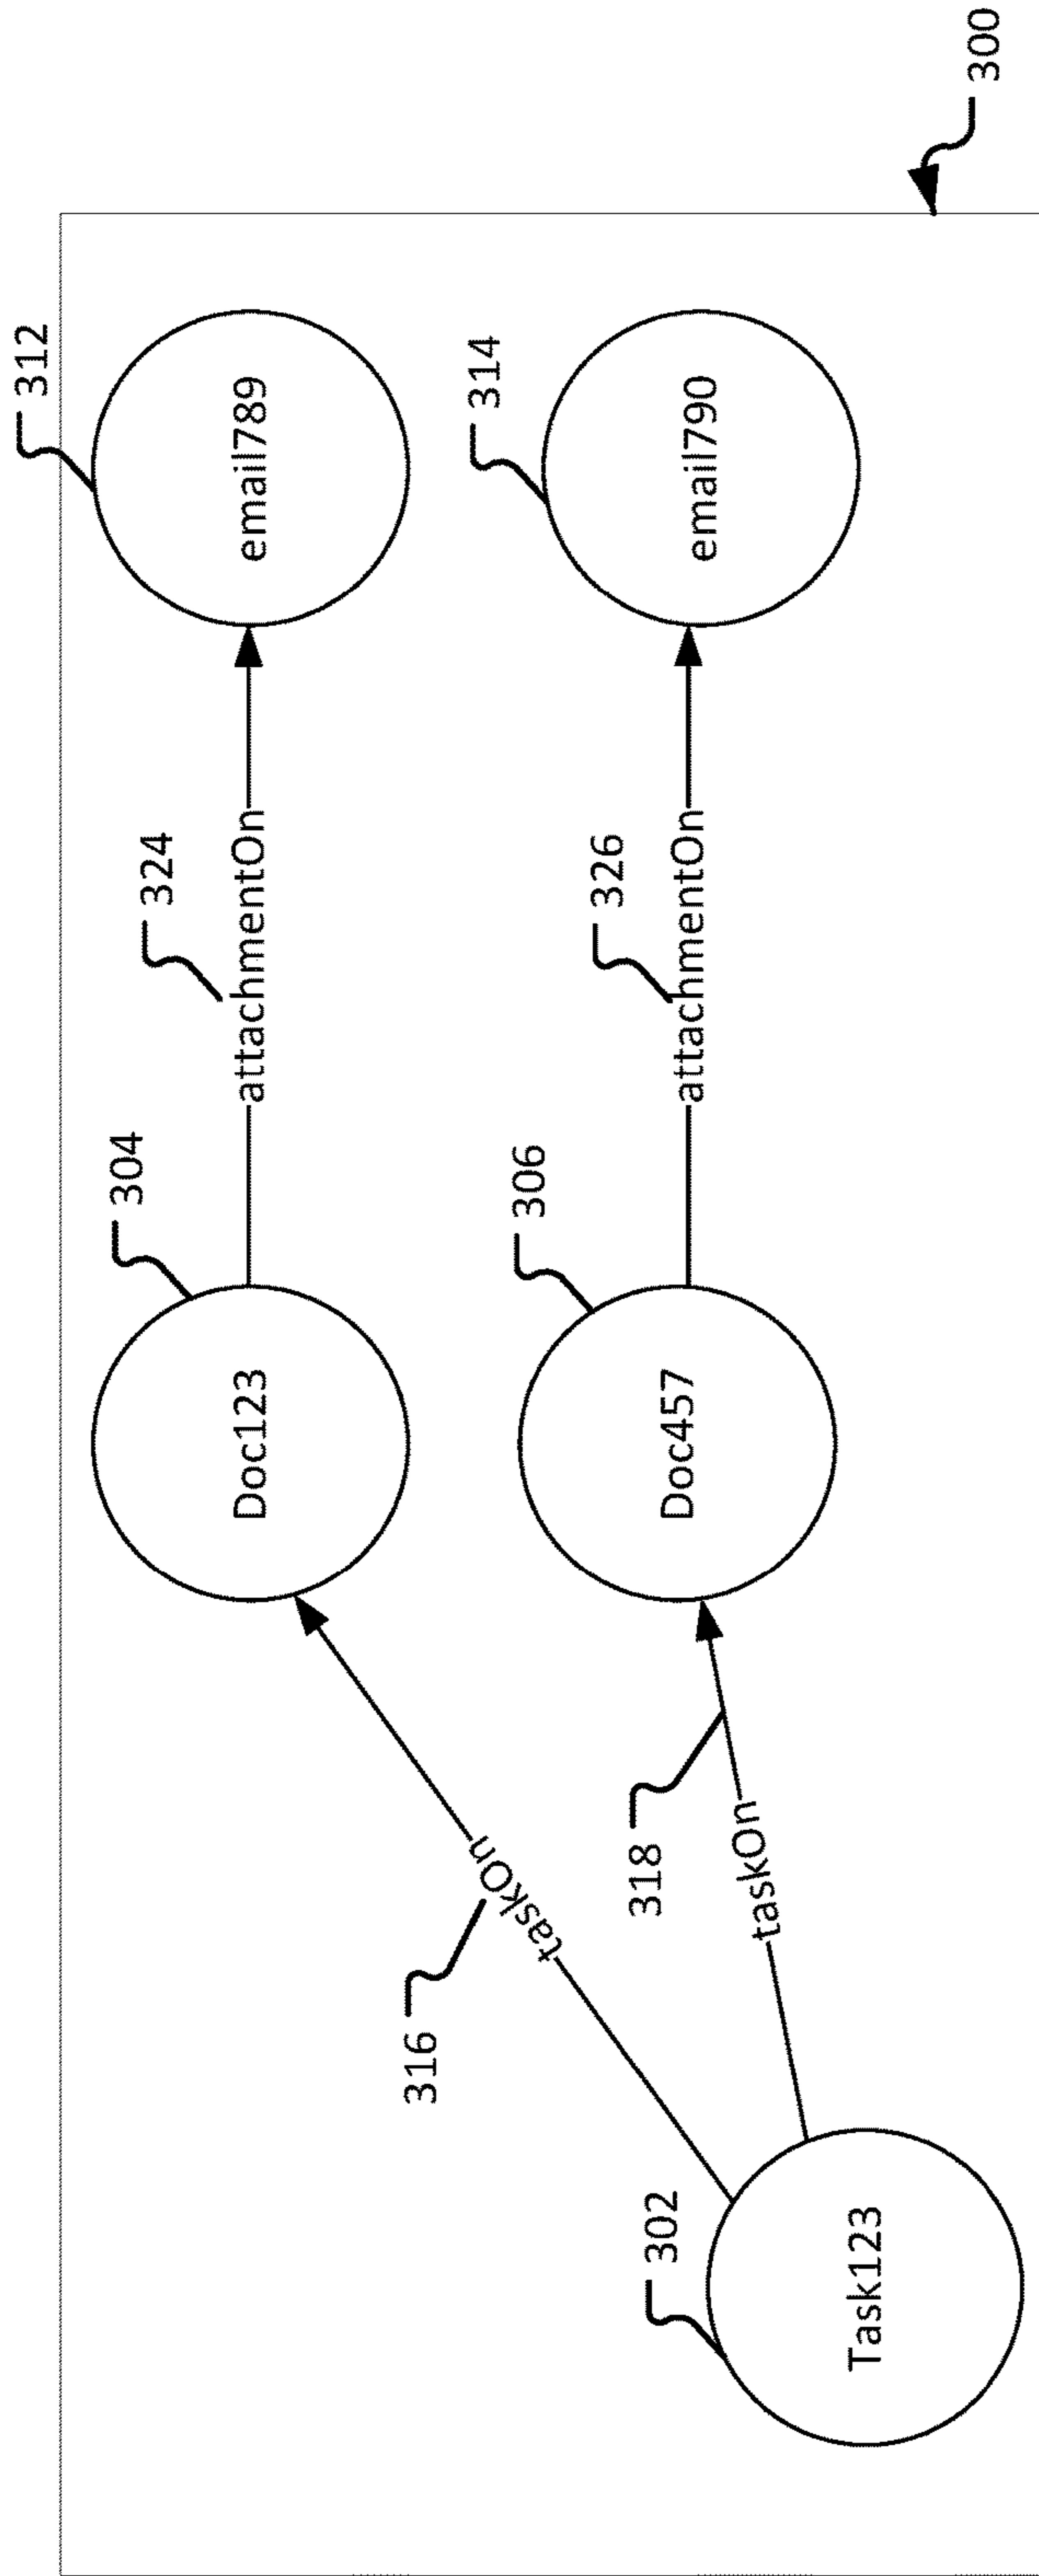 312
email789
324
attachmentOn
304
Doc123
314
email790
326
attachmentOn
306
Doc457
316
taskOn
318
taskOn
302
Task123
300